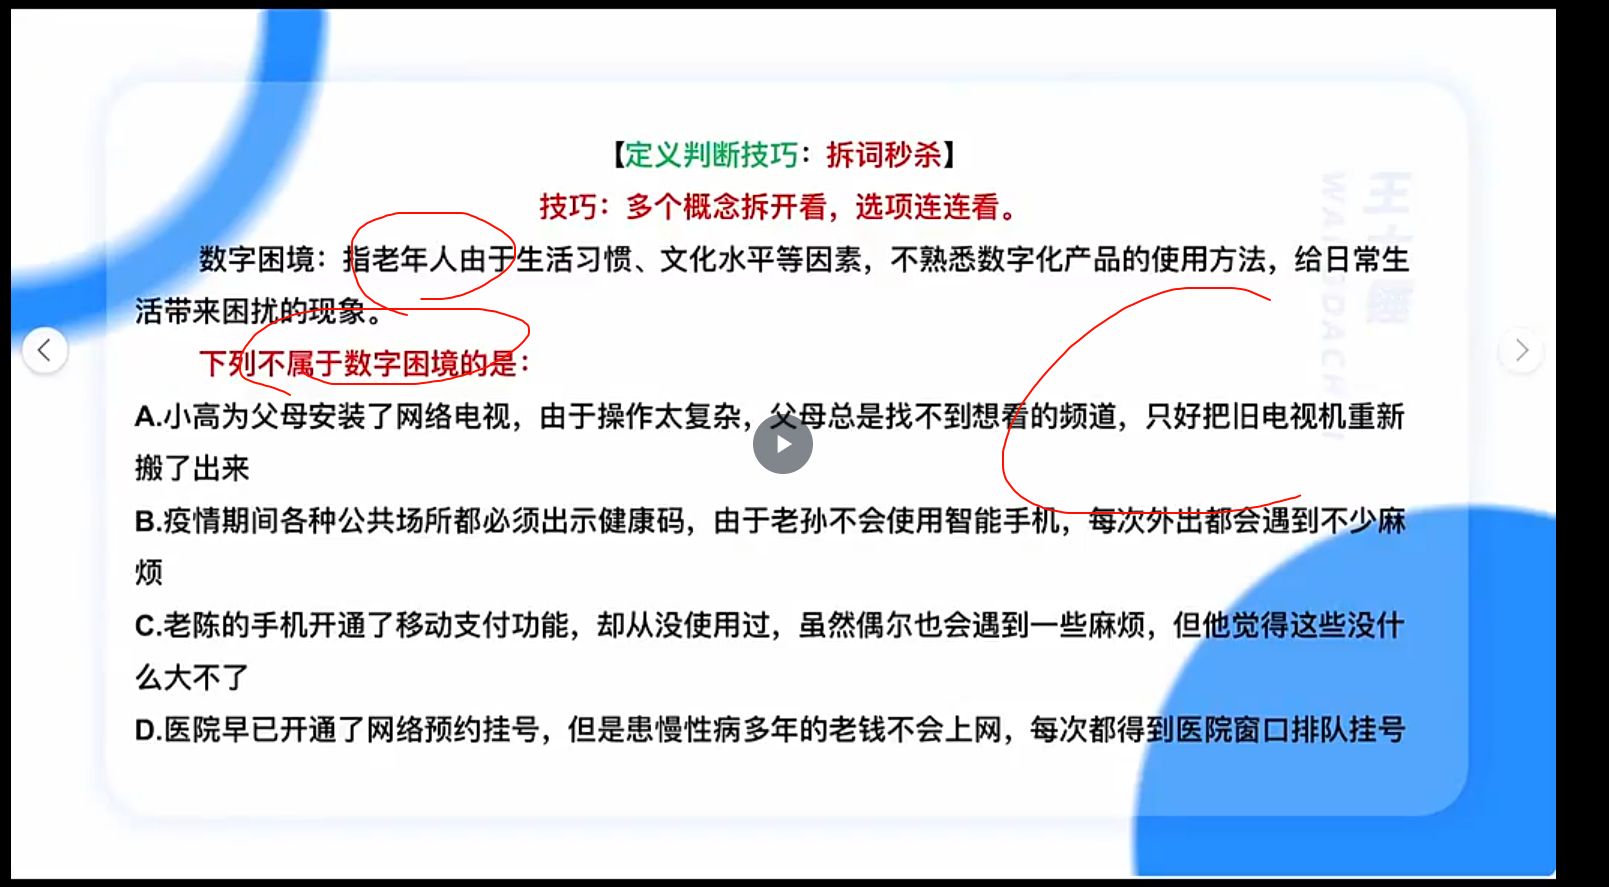 【定义判断技巧：拆词秒杀】
技巧：多个概念拆开看，选项连连看。
数字困境：指老年人由于生活习惯、文化水平等因素，不熟悉数字化产品的使用方法，给日常生
活带来困扰的现象。
下列不属于数字困境的是：
A.小高为父母安装了网络电视，由于操作太复杂，父母总是找不到想看的频道，只好把旧电视机重新
搬了出来
B.疫情期间各种公共场所都必须出示健康码，由于老孙不会使用智能手机，每次外出都会遇到不少麻
烦
C.老陈的手机开通了移动支付功能，却从没使用过，虽然偶尔也会遇到一些麻烦，但他觉得这些没什
么大不了
D.医院早已开通了网络预约挂号，但是患慢性病多年的老钱不会上网，每次都得到医院窗口排队挂号